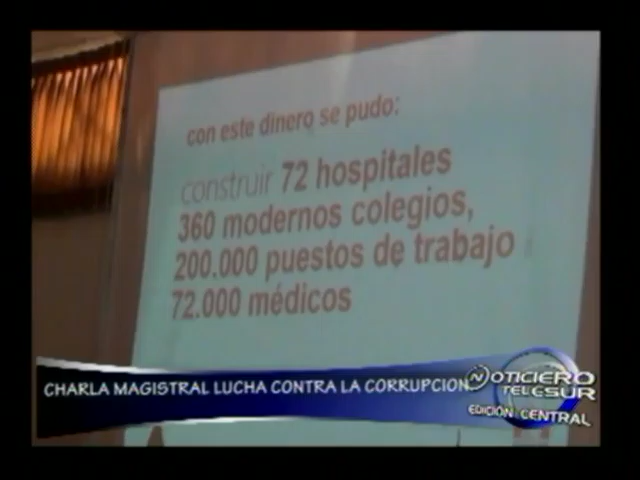 con este dinero se pudo:
construir 72 hospitales
360 modernos colegios,
200.000 puestos de trabajo
72.000 médicos
CHARLA MAGISTRAL LUCHA CONTRA LA CORRUPCION
NOTICIERO
TELESUR
EDICIÓN CENTRAL